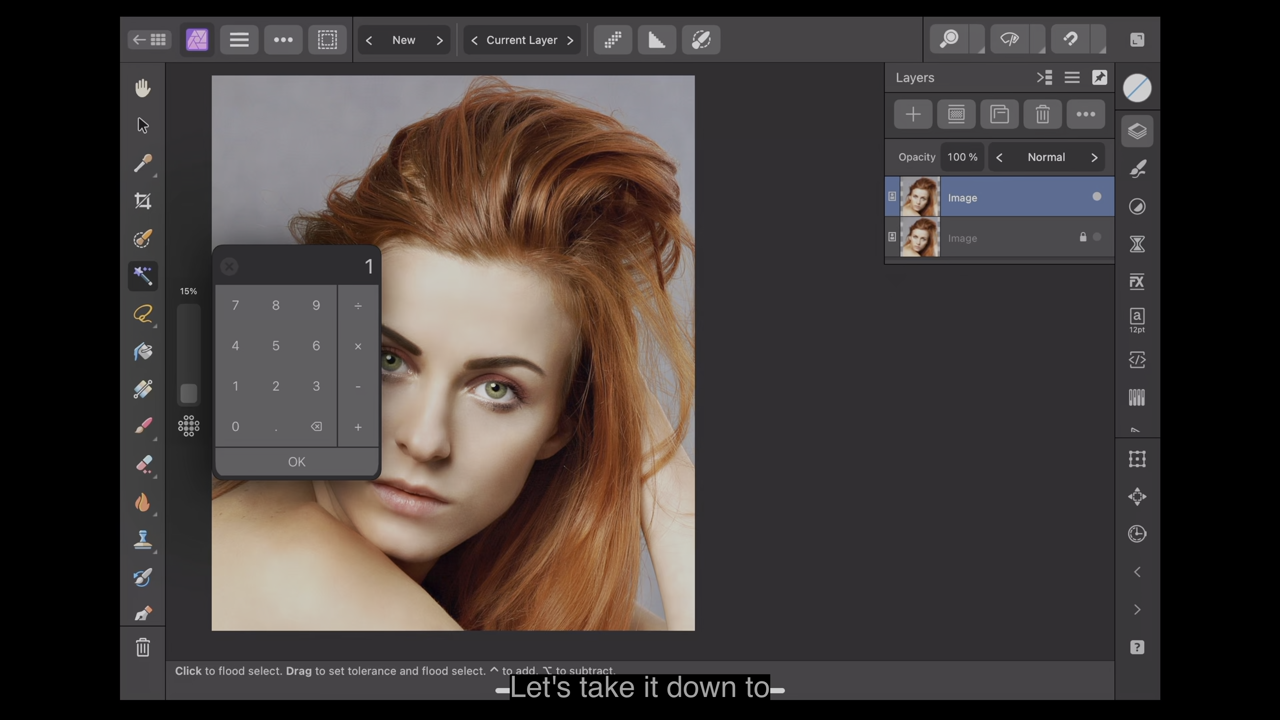 New
Current Layer
Layers
Opacity 100 % Normal
Image
Image
1
15%
7 8 9 ÷
4 5 6 ×
1 2 3 -
0 . +
OK
FX
a
12pt
?
Click to flood select. Drag to set tolerance and flood select. ^ to add. ⌥ to subtract.
Let's take it down to